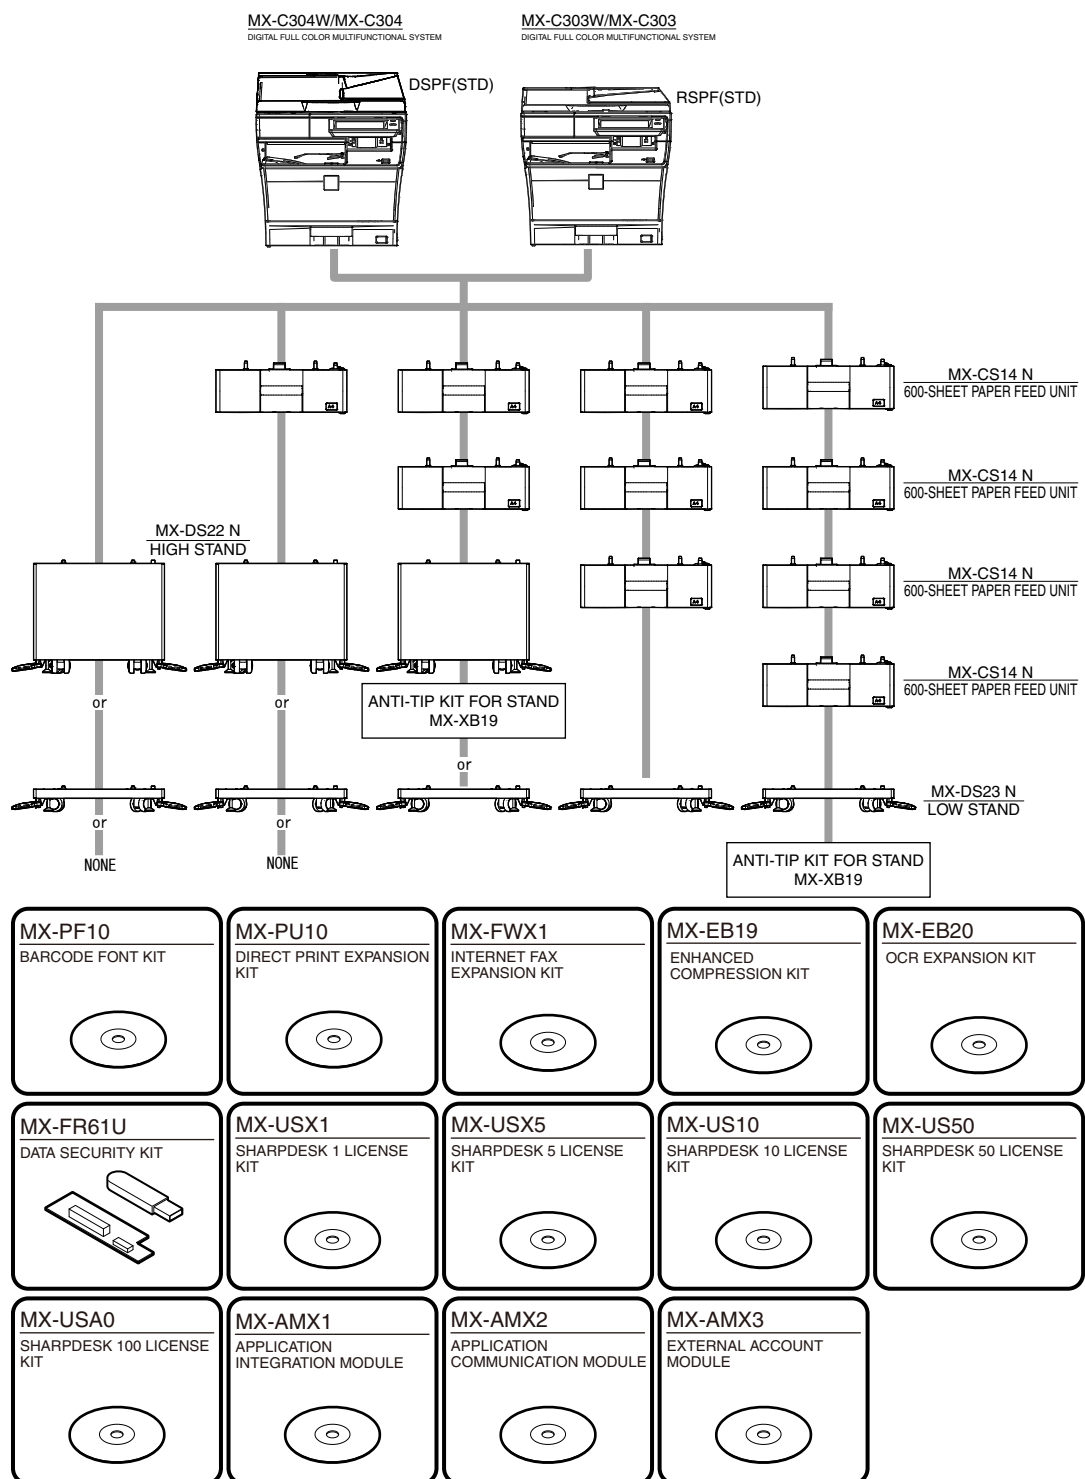 MX-C304W/MX-C304
DIGITAL FULL COLOR MULTIFUNCTIONAL SYSTEM
MX-C303W/MX-C303
DIGITAL FULL COLOR MULTIFUNCTIONAL SYSTEM
DSPF(STD)
RSPF(STD)
MX-CS14 N
600-SHEET PAPER FEED UNIT
MX-CS14 N
600-SHEET PAPER FEED UNIT
MX-DS22 N
HIGH STAND
MX-CS14 N
600-SHEET PAPER FEED UNIT
MX-CS14 N
600-SHEET PAPER FEED UNIT
or
or
ANTI-TIP KIT FOR STAND
MX-XB19
or
MX-DS23 N
LOW STAND
or
or
NONE
NONE
ANTI-TIP KIT FOR STAND
MX-XB19
MX-PF10
BARCODE FONT KIT
MX-PU10
DIRECT PRINT EXPANSION
KIT
MX-FWX1
INTERNET FAX
EXPANSION KIT
MX-EB19
ENHANCED
COMPRESSION KIT
MX-EB20
OCR EXPANSION KIT
MX-FR61U
DATA SECURITY KIT
MX-USX1
SHARPDESK 1 LICENSE
KIT
MX-USX5
SHARPDESK 5 LICENSE
KIT
MX-US10
SHARPDESK 10 LICENSE
KIT
MX-US50
SHARPDESK 50 LICENSE
KIT
MX-USA0
SHARPDESK 100 LICENSE
KIT
MX-AMX1
APPLICATION
INTEGRATION MODULE
MX-AMX2
APPLICATION
COMMUNICATION MODULE
MX-AMX3
EXTERNAL ACCOUNT
MODULE